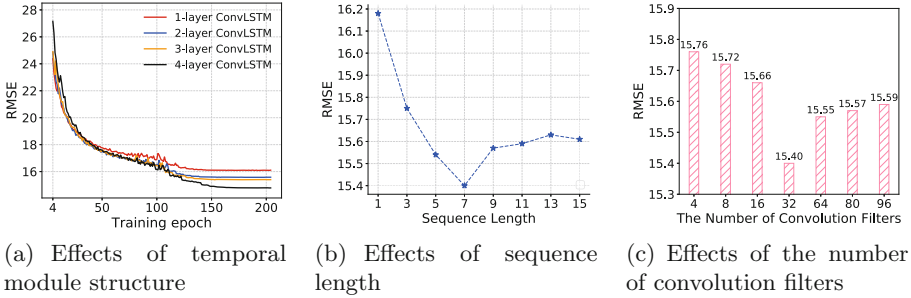 28
26
24
22
20
18
16
RMSE
1-layer ConvLSTM
2-layer ConvLSTM
3-layer ConvLSTM
4-layer ConvLSTM
4 50 100 150 200
Training epoch
(a) Effects of temporal
module structure
16.2
16.1
16.0
15.9
15.8
15.7
15.6
15.5
15.4
RMSE
1 3 5 7 9 11 13 15
Sequence Length
(b) Effects of sequence
length
15.9
15.8
15.6
15.4
15.3
RMSE
15.76
15.72
15.66
15.40
15.55
15.57
15.59
4 8 16 32 64 80 96
The Number of Convolution Filters
(c) Effects of the number
of convolution filters